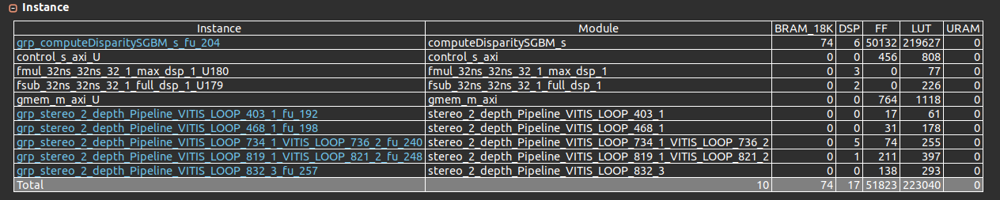 Instance
Instance Module BRAM_18K DSP FF LUT URAM
grp_computeDisparitySGBM_s_fu_204 computeDisparitySGBM_s 74 6 50132 219627 0
control_s_axi_U control_s_axi 0 0 456 808 0
fmul_32ns_32ns_32_1_max_dsp_1_U180 fmul_32ns_32ns_32_1_max_dsp_1 0 3 0 77 0
fsub_32ns_32ns_32_1_full_dsp_1_U179 fsub_32ns_32ns_32_1_full_dsp_1 0 2 0 226 0
gmem_m_axi_U gmem_m_axi 0 0 764 1118 0
grp_stereo_2_depth_Pipeline_VITIS_LOOP_403_1_fu_192 stereo_2_depth_Pipeline_VITIS_LOOP_403_1 0 0 17 61 0
grp_stereo_2_depth_Pipeline_VITIS_LOOP_468_1_fu_198 stereo_2_depth_Pipeline_VITIS_LOOP_468_1 0 0 31 178 0
grp_stereo_2_depth_Pipeline_VITIS_LOOP_734_1_VITIS_LOOP_736_2_fu_240 stereo_2_depth_Pipeline_VITIS_LOOP_734_1_VITIS_LOOP_736_2 0 5 74 255 0
grp_stereo_2_depth_Pipeline_VITIS_LOOP_819_1_VITIS_LOOP_821_2_fu_248 stereo_2_depth_Pipeline_VITIS_LOOP_819_1_VITIS_LOOP_821_2 0 1 211 397 0
grp_stereo_2_depth_Pipeline_VITIS_LOOP_832_3_fu_257 stereo_2_depth_Pipeline_VITIS_LOOP_832_3 0 0 138 293 0
Total 10 74 17 51823 223040 0